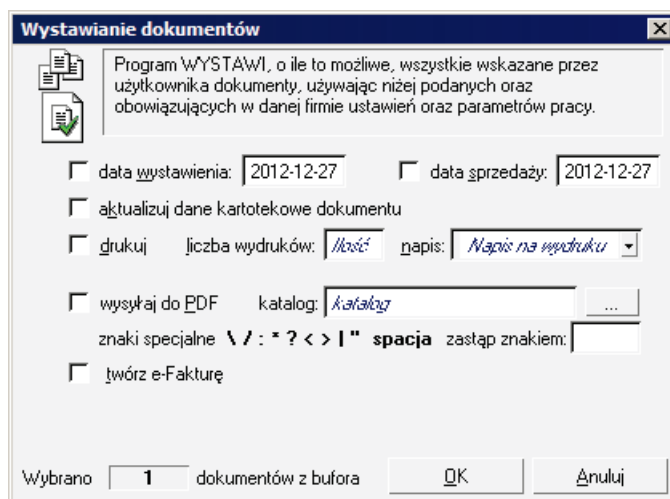 Wystawianie dokumentów
Program WYSTAWI, o ile to możliwe, wszystkie wskazane przez
użytkownika dokumenty, używając niżej podanych oraz
obowiązujących w danej firmie ustawień oraz parametrów pracy.
data wystawienia: 2012-12-27 data sprzedaży: 2012-12-27
aktualizuj dane kartotekowe dokumentu
drukuj liczba wydruków: Ilość napis: Napis na wydruku
wysyłaj do PDF katalog: katalog ...
znaki specjalne \ / : * ? < > | " spacja zastąp znakiem:
twórz e-Fakturę
Wybrano 1 dokumentów z bufora OK Anuluj